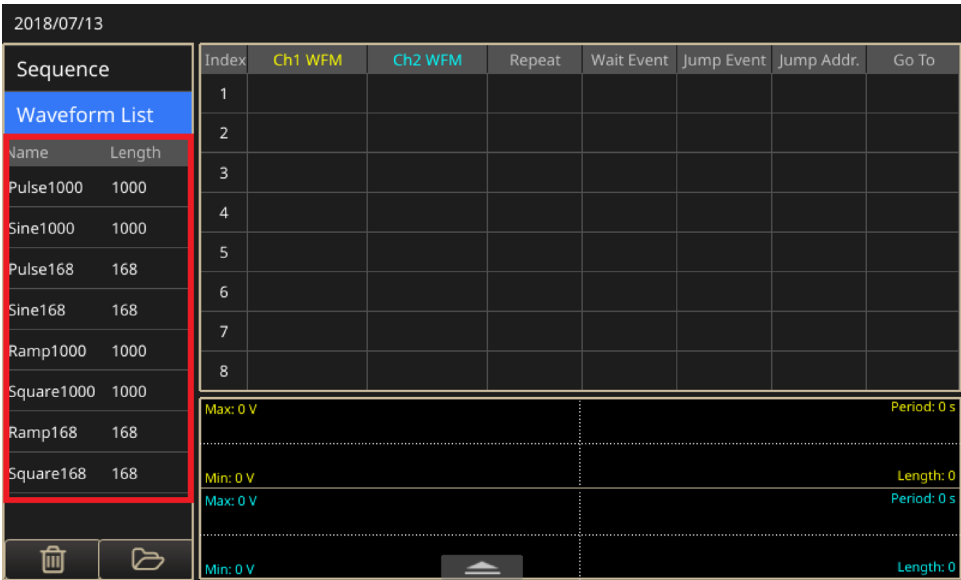 2018/07/13
Sequence
Waveform List
Name Length
Pulse1000 1000
Sine1000 1000
Pulse168 168
Sine168 168
Ramp1000 1000
Square1000 1000
Ramp168 168
Square168 168
Index Ch1 WFM Ch2 WFM Repeat Wait Event Jump Event Jump Addr. Go To
1
2
3
4
5
6
7
8
Max: 0 V Period: 0 s
Min: 0 V Length: 0
Max: 0 V Period: 0 s
Min: 0 V Length: 0